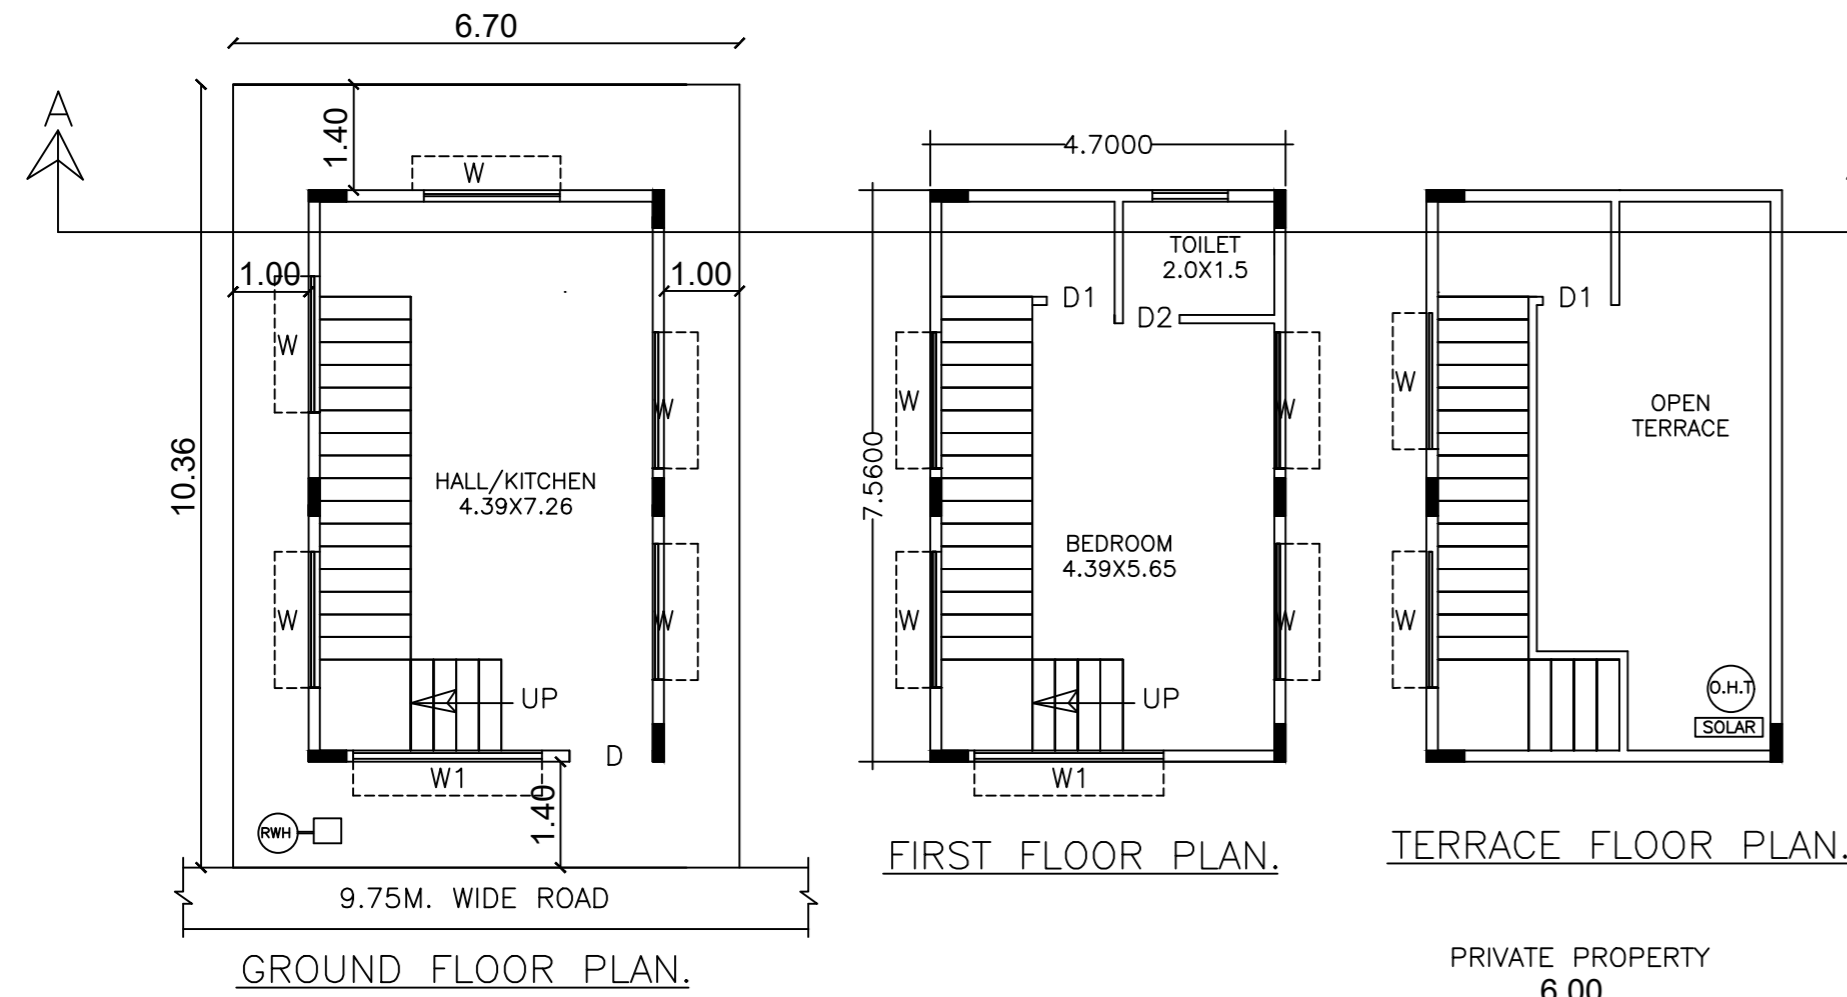 6.70
A
1.40
W
1.00
1.00
W
W
10.36
HALL/KITCHEN
4.39X7.26
W
W
UP
D
W1
1.40
RWH
9.75M. WIDE ROAD
GROUND FLOOR PLAN.
4.7000
TOILET
2.0X1.5
D1
D2
W
W
7.5600
BEDROOM
4.39X5.65
W
W
UP
W1
FIRST FLOOR PLAN.
D1
W
OPEN
TERRACE
W
O.H.T
SOLAR
TERRACE FLOOR PLAN.
PRIVATE PROPERTY
6.00